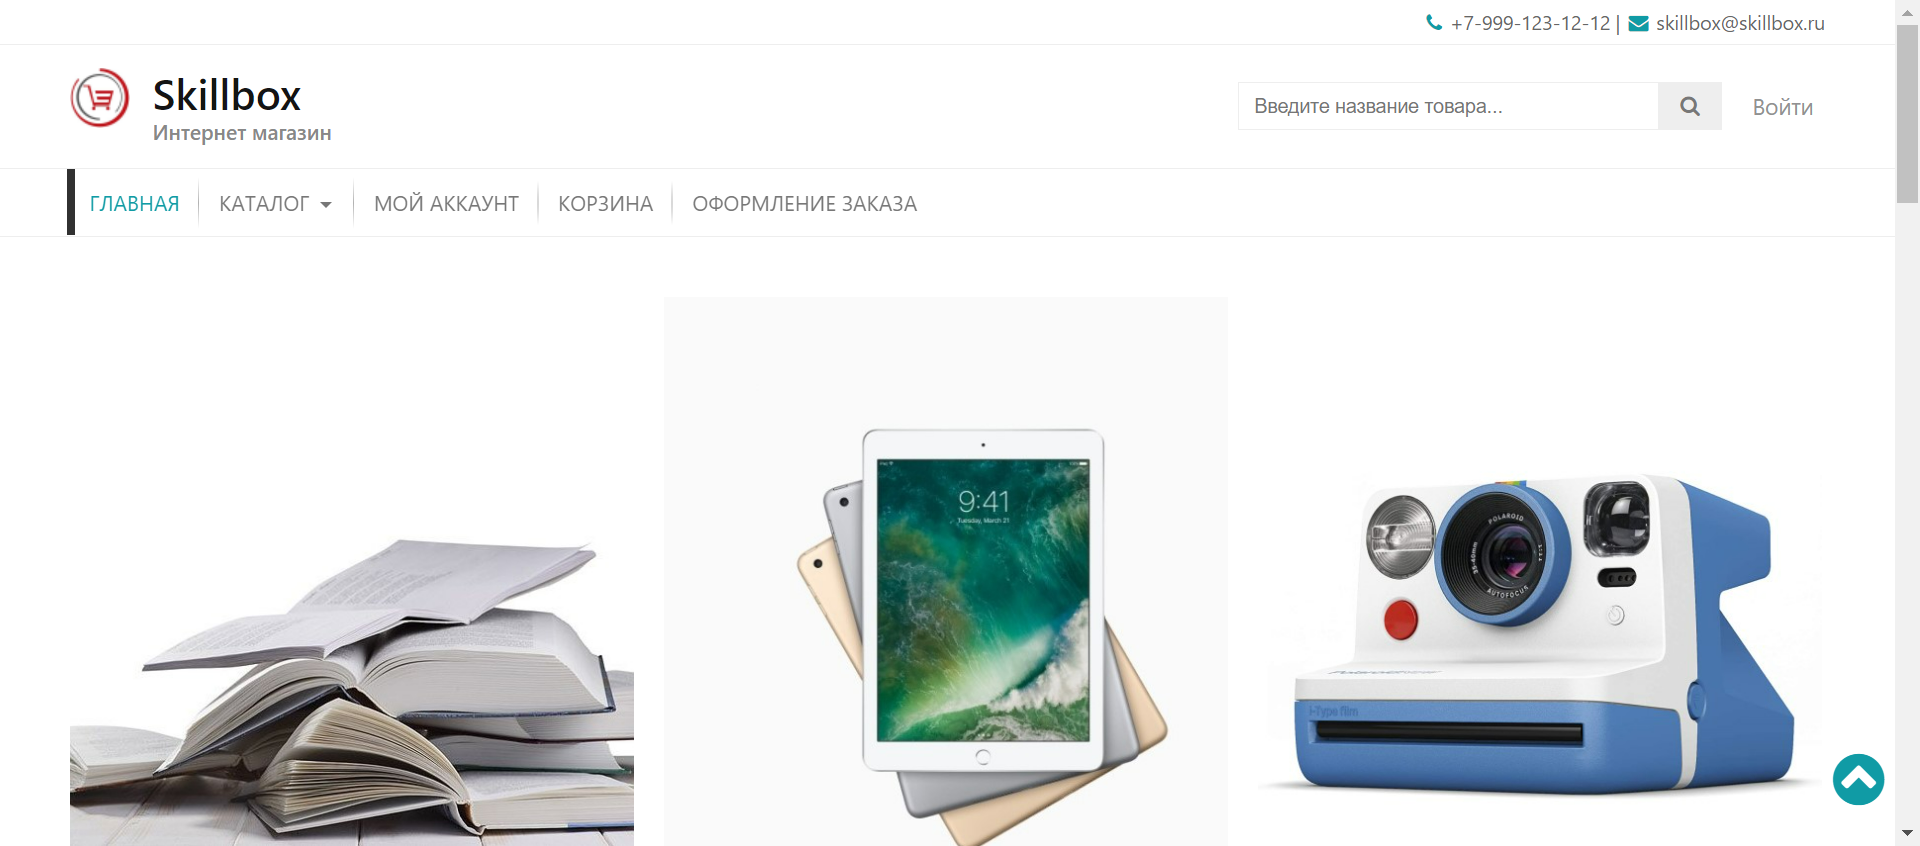 +7-999-123-12-12 | skillbox@skillbox.ru
Skillbox
Интернет магазин
Введите название товара...
Войти
ГЛАВНАЯ
КАТАЛОГ
МОЙ АККАУНТ
КОРЗИНА
ОФОРМЛЕНИЕ ЗАКАЗА
9:41
Tuesday, March 21
POLAROID
AUTOFOCUS
i-Type film